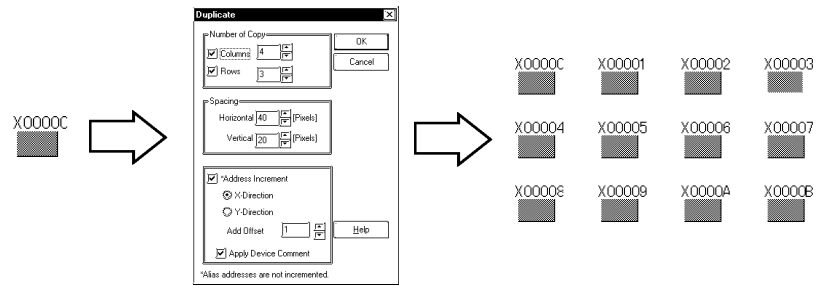 X0000C
Duplicate
Number of Copy
Columns 4
Rows 3
OK
Cancel
Spacing
Horizontal 40 [Pixels]
Vertical 20 [Pixels]
*Address Increment
X-Direction
Y-Direction
Add Offset 1
Apply Device Comment
Help
*Alias addresses are not incremented.
X0000C X00001 X00002 X00003
X00004 X00005 X00006 X00007
X00008 X00009 X0000A X0000B